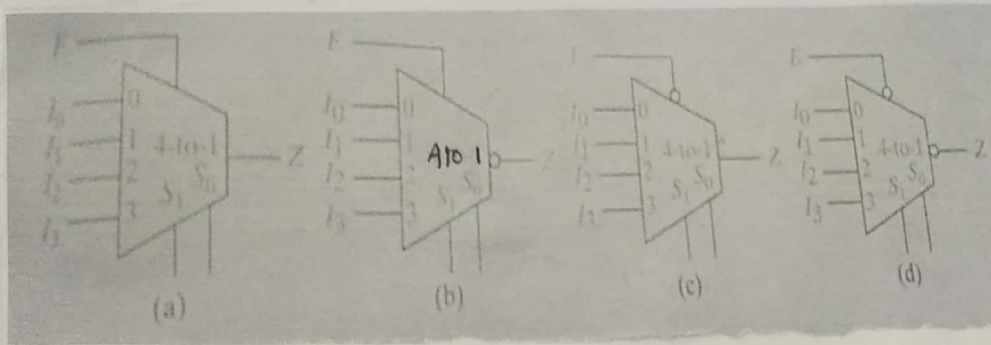 E E E E
I0 0 I0 0 I0 0 I0 0
I1 1 I1 1 I1 1 I1 1
4-to-1 Z A10 1 Z 4-to-1 Z 4-to-1 Z
I2 2 I2 2 I2 2 I2 2
S1 S0 S1 S0 S1 S0 S1 S0
I3 3 I3 3 I3 3 I3 3
(a) (b) (c) (d)